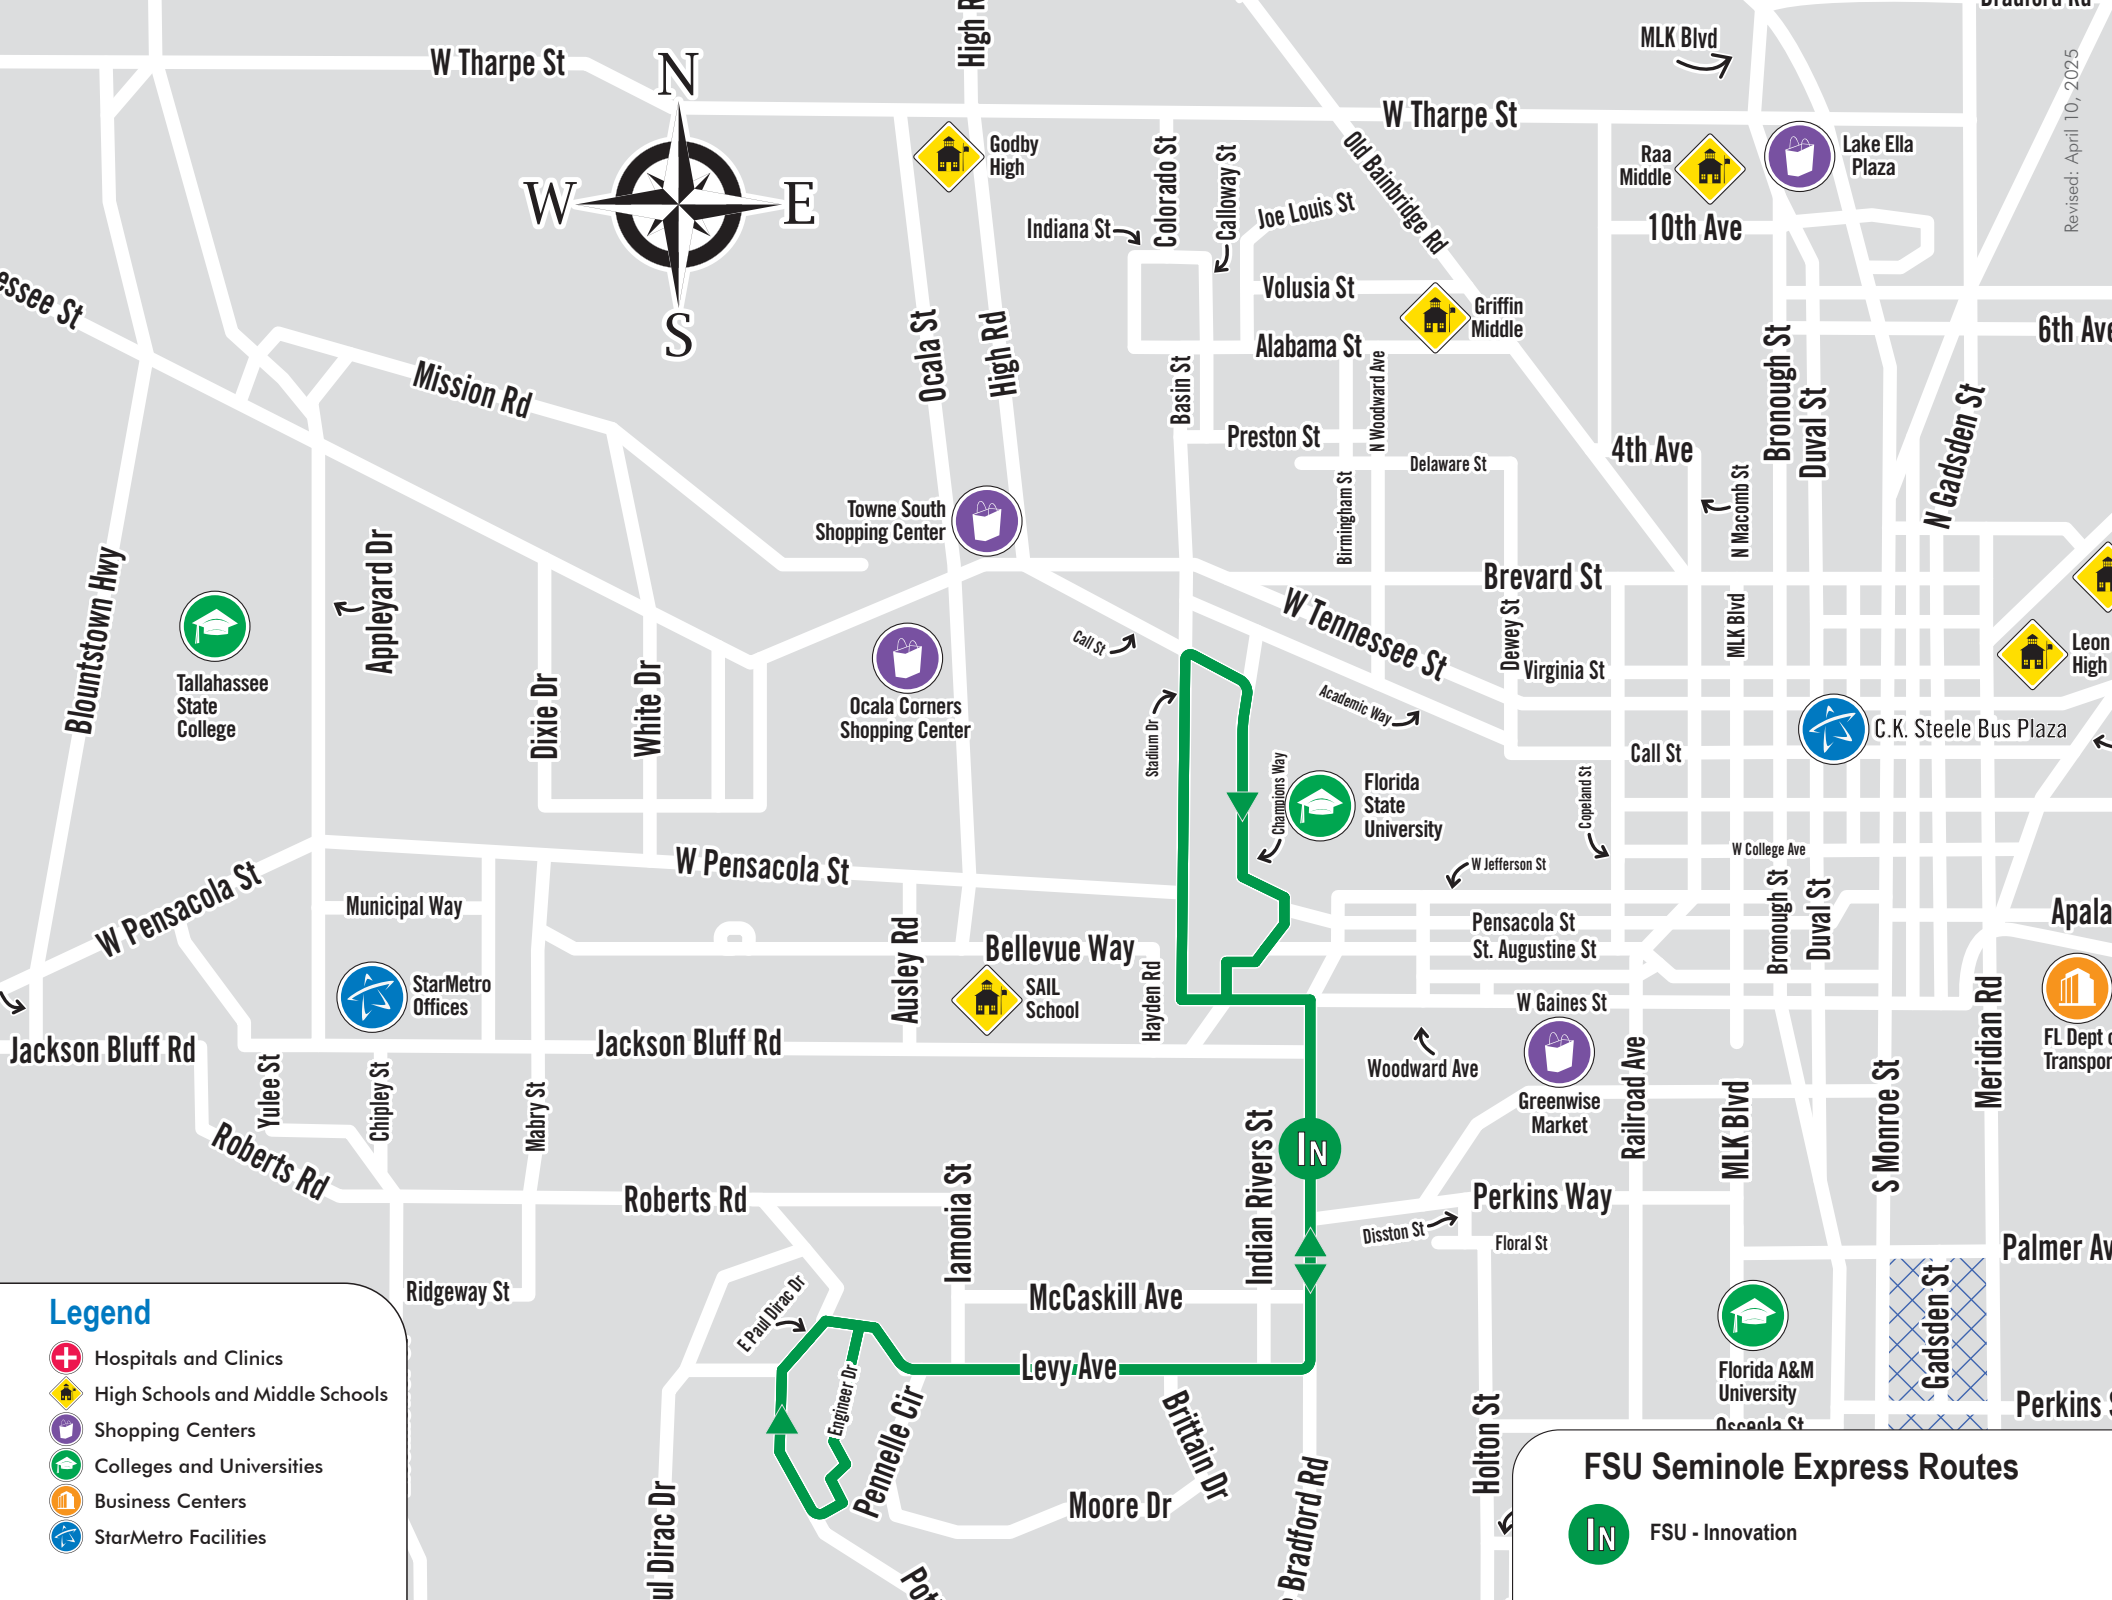 Bradford Rd
High R
MLK Blvd
W Tharpe St
N
W Tharpe St
Revised: April 10, 2025
Godby
High
Colorado St
Calloway St
Old Bainbridge Rd
Raa
Middle
Lake Ella
Plaza
W
E
Indiana St
Joe Louis St
10th Ave
essee St
Volusia St
S
Ocala St
High Rd
Griffin
Middle
Alabama St
Bronough St
6th Ave
Mission Rd
Basin St
N Woodward Ave
Duval St
N Gadsden St
Preston St
4th Ave
Delaware St
N Macomb St
Birmingham St
Towne South
Shopping Center
Appleyard Dr
Blountstown Hwy
Brevard St
W Tennessee St
Dewey St
MLK Blvd
Call St
Leon
High
Tallahassee
State
College
Dixie Dr
White Dr
Virginia St
Academic Way
Ocala Corners
Shopping Center
Stadium Dr
C.K. Steele Bus Plaza
Call St
Champions Way
Florida
State
University
Copeland St
W College Ave
W Pensacola St
W Jefferson St
W Pensacola St
Municipal Way
Bronough St
Duval St
Apala
Pensacola St
St. Augustine St
Ausley Rd
Bellevue Way
Hayden Rd
StarMetro
Offices
SAIL
School
W Gaines St
Meridian Rd
Jackson Bluff Rd
Jackson Bluff Rd
FL Dept o
Transpor
Woodward Ave
Railroad Ave
Yulee St
Chipley St
Mabry St
Greenwise
Market
MLK Blvd
S Monroe St
Indian Rivers St
IN
Roberts Rd
Roberts Rd
Iamonia St
Perkins Way
Disston St
Floral St
Palmer Av
Ridgeway St
E Paul Dirac Dr
McCaskill Ave
Gadsden St
Levy Ave
Engineer Dr
Pennelle Cir
Brittain Dr
Florida A&M
University
Holton St
Perkins S
Osceola St
Moore Dr
ul Dirac Dr
Bradford Rd
Pot
Legend
Hospitals and Clinics
High Schools and Middle Schools
Shopping Centers
Colleges and Universities
Business Centers
StarMetro Facilities
FSU Seminole Express Routes
IN
FSU - Innovation